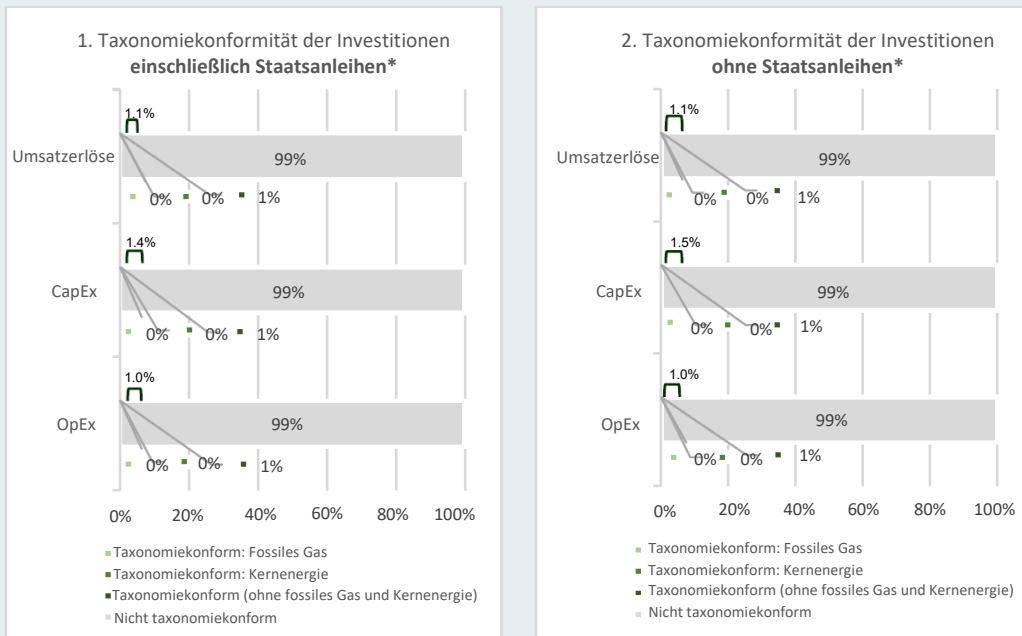 1. Taxonomiekonformität der Investitionen
einschließlich Staatsanleihen*
1.1%
Umsatzerlöse
99%
0%
0%
1%
1.4%
CapEx
99%
0%
0%
1%
1.0%
OpEx
99%
0%
0%
1%
0%
20%
40%
60%
80%
100%
Taxonomiekonform: Fossiles Gas
Taxonomiekonform: Kernenergie
Taxonomiekonform (ohne fossiles Gas und Kernenergie)
Nicht taxonomiekonform
2. Taxonomiekonformität der Investitionen
ohne Staatsanleihen*
1.1%
Umsatzerlöse
99%
0%
0%
1%
1.5%
CapEx
99%
0%
0%
1%
1.0%
OpEx
99%
0%
0%
1%
0%
20%
40%
60%
80%
100%
Taxonomiekonform: Fossiles Gas
Taxonomiekonform: Kernenergie
Taxonomiekonform (ohne fossiles Gas und Kernenergie)
Nicht taxonomiekonform